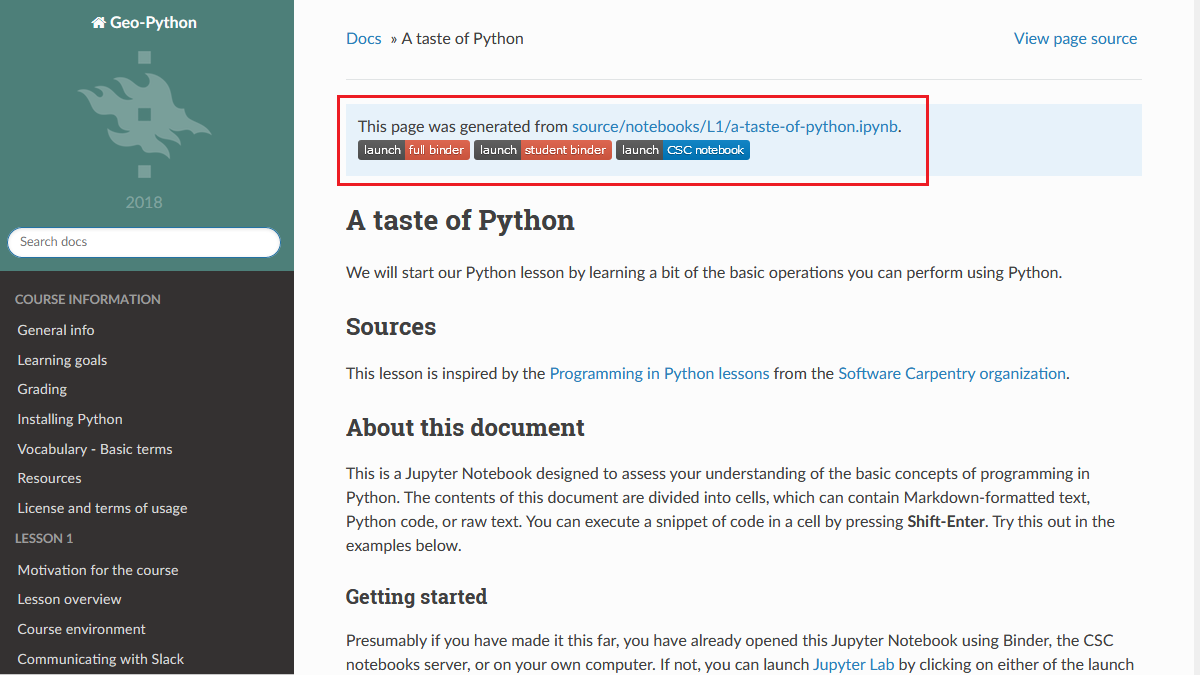 Geo-Python
2018
Search docs
COURSE INFORMATION
General info
Learning goals
Grading
Installing Python
Vocabulary - Basic terms
Resources
License and terms of usage
LESSON 1
Motivation for the course
Lesson overview
Course environment
Communicating with Slack
Docs » A taste of Python
View page source
This page was generated from source/notebooks/L1/a-taste-of-python.ipynb.
launch full binder launch student binder launch CSC notebook
A taste of Python
We will start our Python lesson by learning a bit of the basic operations you can perform using Python.
Sources
This lesson is inspired by the Programming in Python lessons from the Software Carpentry organization.
About this document
This is a Jupyter Notebook designed to assess your understanding of the basic concepts of programming in
Python. The contents of this document are divided into cells, which can contain Markdown-formatted text,
Python code, or raw text. You can execute a snippet of code in a cell by pressing Shift-Enter. Try this out in the
examples below.
Getting started
Presumably if you have made it this far, you have already opened this Jupyter Notebook using Binder, the CSC
notebooks server, or on your own computer. If not, you can launch Jupyter Lab by clicking on either of the launch